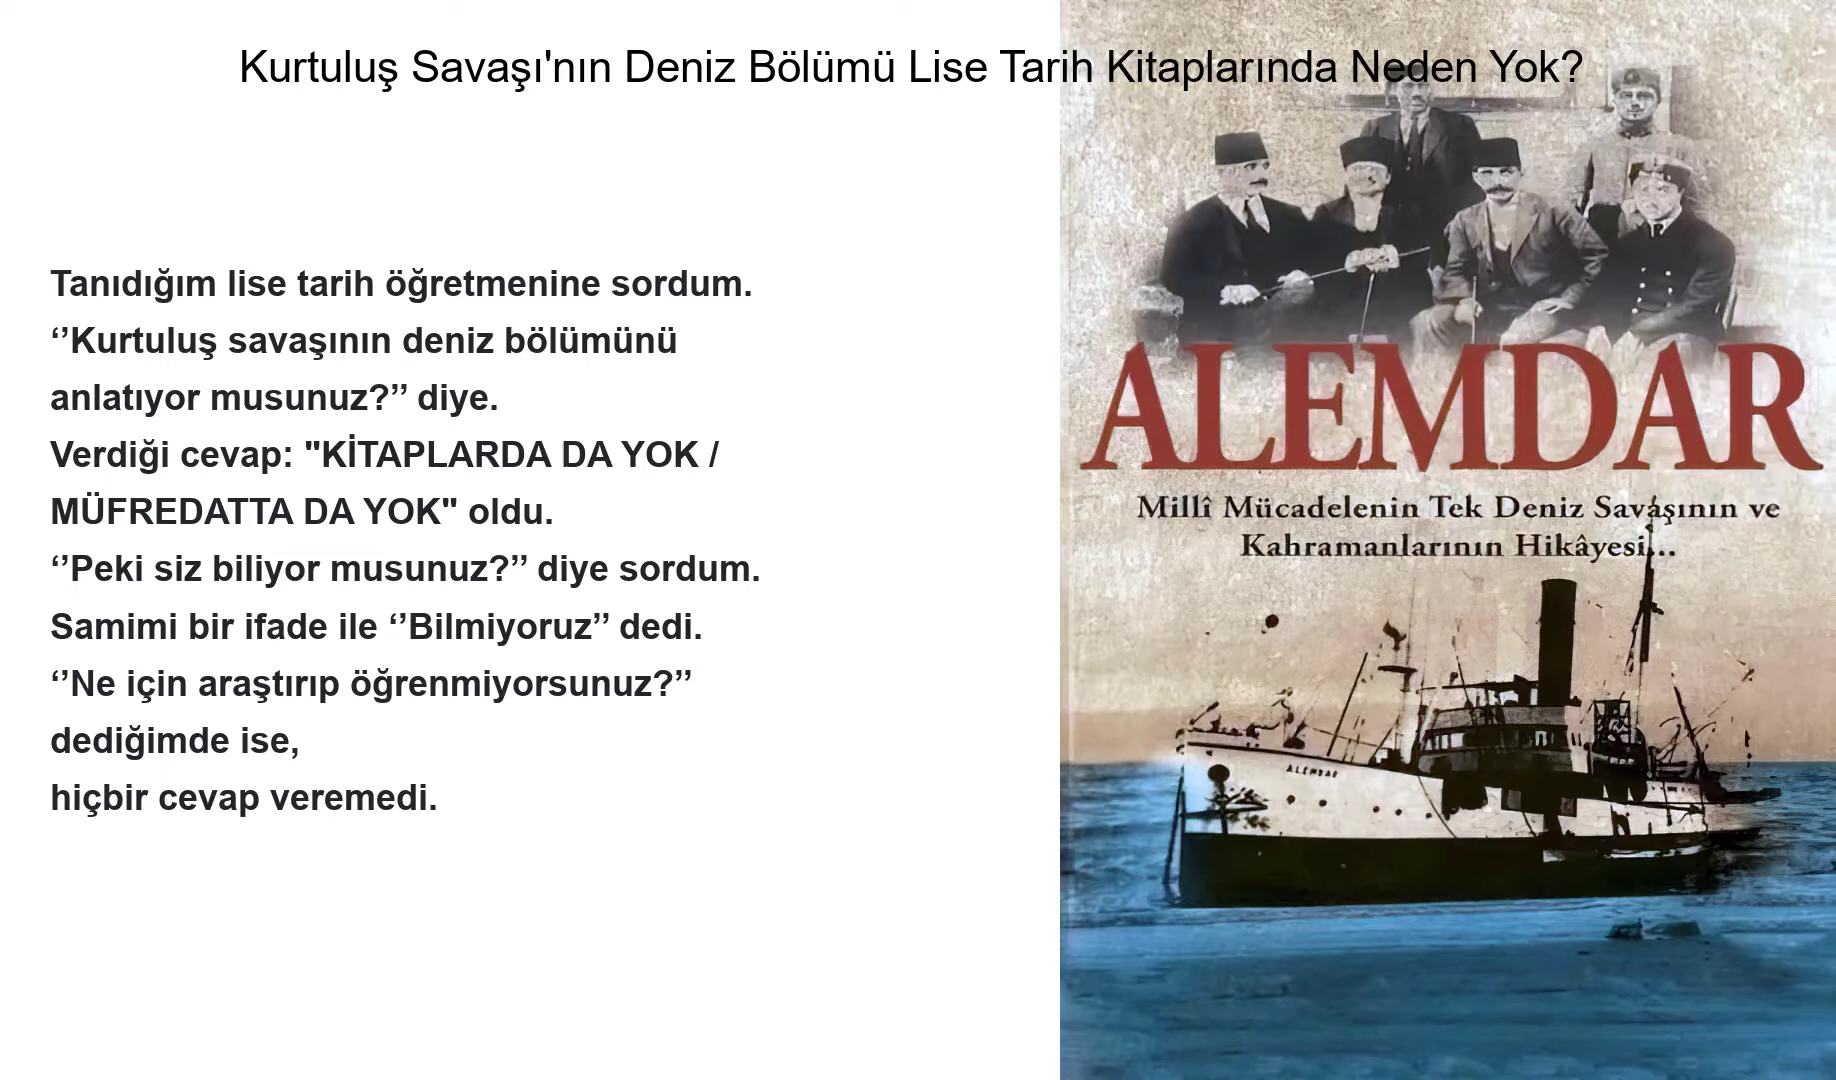 Kurtuluş Savaşı'nın Deniz Bölümü Lise Tarih Kitaplarında Neden Yok?
Tanıdığım lise tarih öğretmenine sordum.
‘’Kurtuluş savaşının deniz bölümünü
anlatıyor musunuz?’’ diye.
Verdiği cevap: "KİTAPLARDA DA YOK /
MÜFREDATTA DA YOK" oldu.
‘’Peki siz biliyor musunuz?’’ diye sordum.
Samimi bir ifade ile ‘’Bilmiyoruz’’ dedi.
‘’Ne için araştırıp öğrenmiyorsunuz?’’
dediğimde ise,
hiçbir cevap veremedi.
ALEMDAR
Millî Mücadelenin Tek Deniz Savaşının ve
Kahramanlarının Hikâyesi...
ALEMDAR